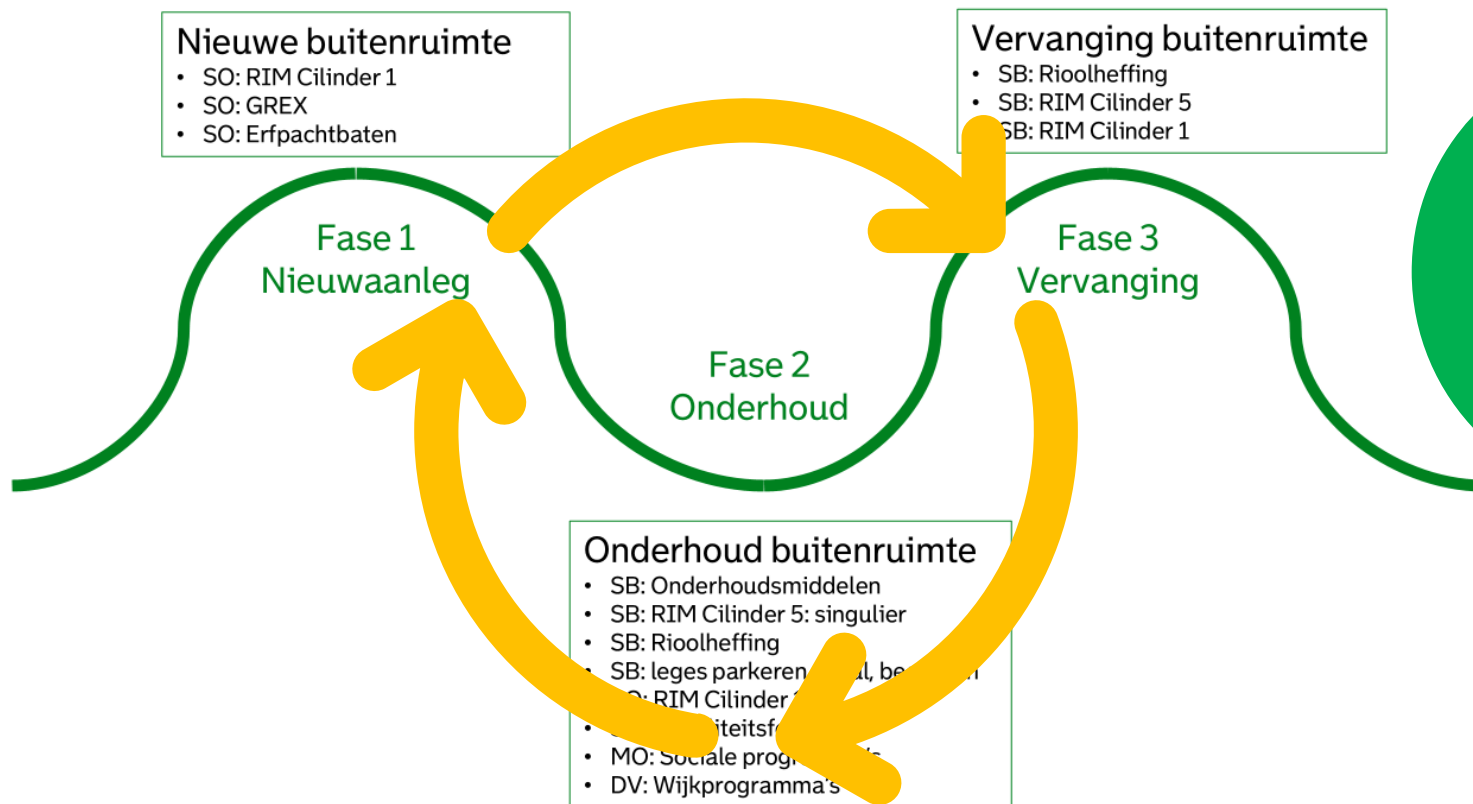 Nieuwe buitenruimte
• SO: RIM Cilinder 1
• SO: GREX
• SO: Erfpachtbaten
Vervanging buitenruimte
• SB: Rioolheffing
• SB: RIM Cilinder 5
• SB: RIM Cilinder 1
Fase 1
Nieuwaanleg
Fase 3
Vervanging
Fase 2
Onderhoud
Onderhoud buitenruimte
• SB: Onderhoudsmiddelen
• SB: RIM Cilinder 5: singulier
• SB: Rioolheffing
• SB: leges parkeren
• RIM Cilinder
•
• MO: Sociale
• DV: Wijkprogramma's